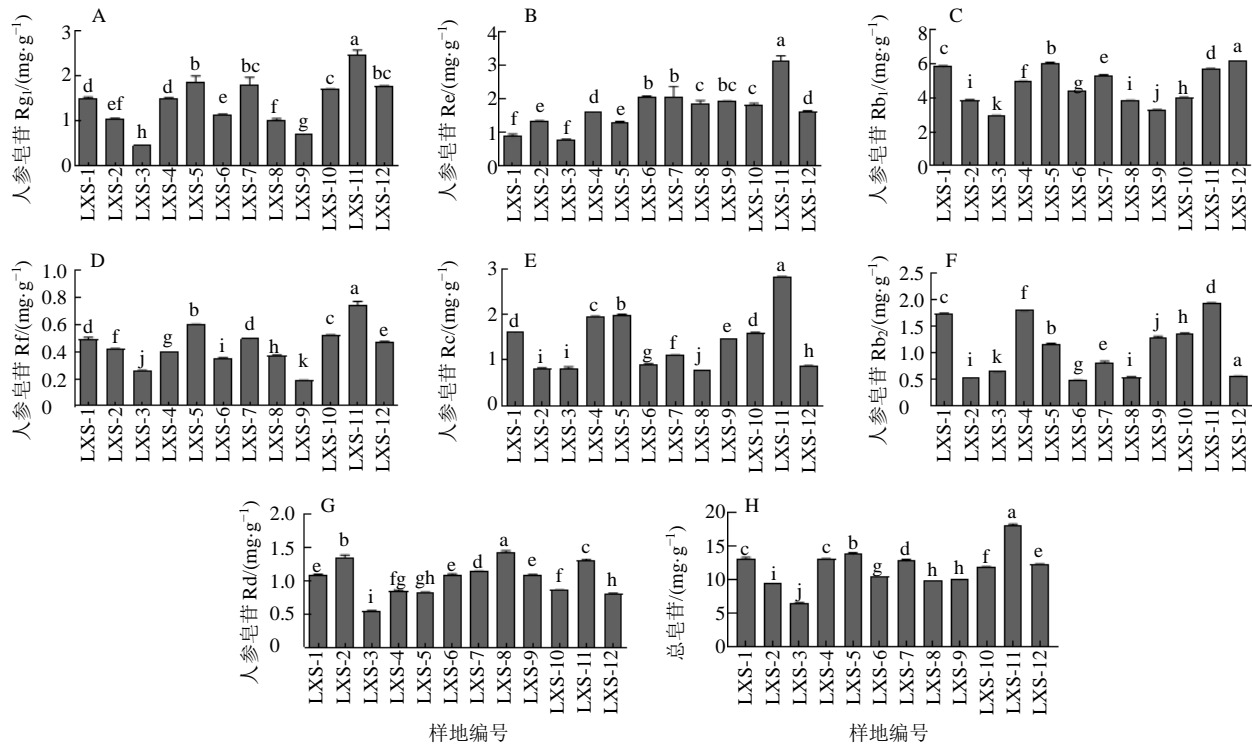 A
人参皂苷 Rg₁/(mg·g⁻¹)
3
2
1
0
d
ef
h
d
b
e
bc
f
g
c
a
bc
LXS-1
LXS-2
LXS-3
LXS-4
LXS-5
LXS-6
LXS-7
LXS-8
LXS-9
LXS-10
LXS-11
LXS-12
B
人参皂苷 Re/(mg·g⁻¹)
4
3
2
1
0
f
e
f
d
e
b
b
c
bc
c
a
d
LXS-1
LXS-2
LXS-3
LXS-4
LXS-5
LXS-6
LXS-7
LXS-8
LXS-9
LXS-10
LXS-11
LXS-12
C
人参皂苷 Rb₁/(mg·g⁻¹)
8
6
4
2
0
c
i
k
f
b
g
e
i
j
h
d
a
LXS-1
LXS-2
LXS-3
LXS-4
LXS-5
LXS-6
LXS-7
LXS-8
LXS-9
LXS-10
LXS-11
LXS-12
D
人参皂苷 Rf/(mg·g⁻¹)
1.0
0.8
0.6
0.4
0.2
0
d
f
j
g
b
i
d
h
k
c
a
e
LXS-1
LXS-2
LXS-3
LXS-4
LXS-5
LXS-6
LXS-7
LXS-8
LXS-9
LXS-10
LXS-11
LXS-12
E
人参皂苷 Rc/(mg·g⁻¹)
3
2
1
0
d
i
i
c
b
g
f
j
e
d
a
h
LXS-1
LXS-2
LXS-3
LXS-4
LXS-5
LXS-6
LXS-7
LXS-8
LXS-9
LXS-10
LXS-11
LXS-12
F
人参皂苷 Rb₂/(mg·g⁻¹)
2.5
2.0
1.5
1.0
0.5
0
c
i
k
f
b
g
e
i
j
h
d
a
LXS-1
LXS-2
LXS-3
LXS-4
LXS-5
LXS-6
LXS-7
LXS-8
LXS-9
LXS-10
LXS-11
LXS-12
G
人参皂苷 Rd/(mg·g⁻¹)
2.0
1.5
1.0
0.5
0
e
b
i
fg
gh
e
d
a
e
f
c
h
LXS-1
LXS-2
LXS-3
LXS-4
LXS-5
LXS-6
LXS-7
LXS-8
LXS-9
LXS-10
LXS-11
LXS-12
样地编号
H
总皂苷/(mg·g⁻¹)
20
15
10
5
0
c
i
j
c
b
g
d
h
h
f
a
e
LXS-1
LXS-2
LXS-3
LXS-4
LXS-5
LXS-6
LXS-7
LXS-8
LXS-9
LXS-10
LXS-11
LXS-12
样地编号